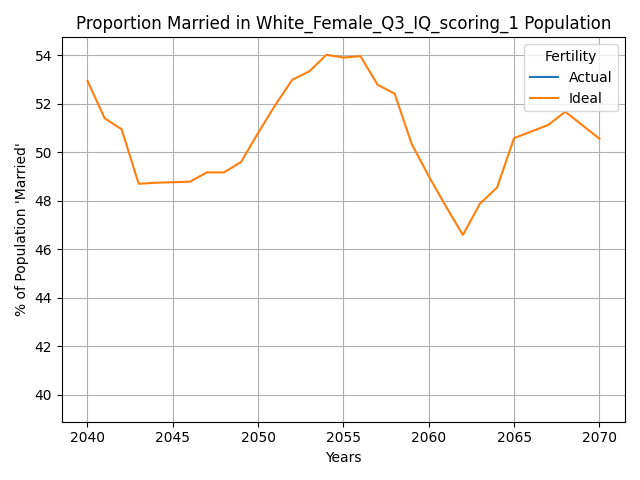 Proportion Married in White_Female_Q3_IQ_scoring_1 Population
Fertility
Actual
Ideal
% of Population 'Married'
54
52
50
48
46
44
42
40
2040 2045 2050 2055 2060 2065 2070
Years